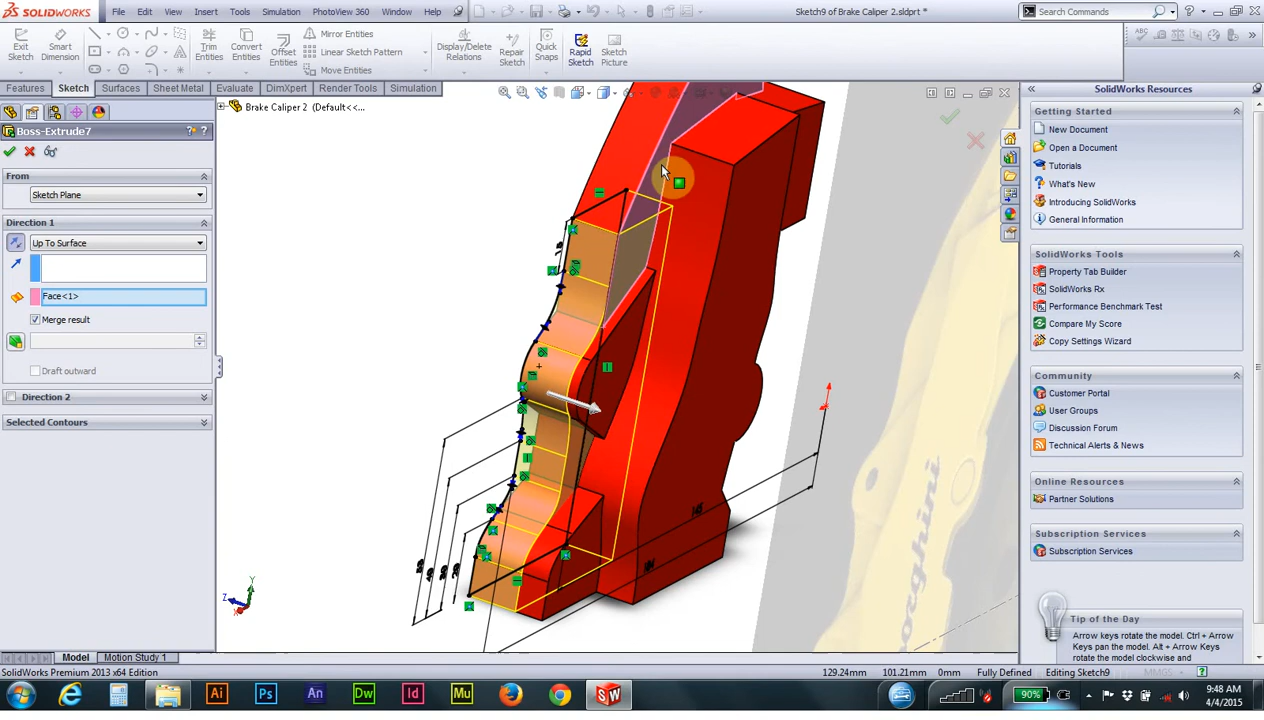 SOLIDWORKS File Edit View Insert Tools Simulation PhotoView 360 Window Help Sketch9 of Brake Caliper 2.sldprt * Search Commands
Exit Sketch Smart Dimension Trim Entities Convert Entities Offset Entities Mirror Entities Linear Sketch Pattern Move Entities Display/Delete Relations Repair Sketch Quick Snaps Rapid Sketch Sketch Picture
Features Sketch Surfaces Sheet Metal Evaluate DimXpert Render Tools Simulation
SolidWorks Resources
Brake Caliper 2 (Default<<...
Boss-Extrude7
From
Sketch Plane
Direction 1
Up To Surface
Face<1>
Merge result
Draft outward
Direction 2
Selected Contours
Getting Started
New Document
Open a Document
Tutorials
What's New
Introducing SolidWorks
General Information
SolidWorks Tools
Property Tab Builder
SolidWorks Rx
Performance Benchmark Test
Compare My Score
Copy Settings Wizard
Community
Customer Portal
User Groups
Discussion Forum
Technical Alerts & News
Online Resources
Partner Solutions
Subscription Services
Subscription Services
Tip of the Day
Arrow keys rotate the model. Ctrl + Arrow
Keys pan the model. Alt + Arrow Keys
rotate the model clockwise and
Y
Z
X
Model Motion Study 1
SolidWorks Premium 2013 x64 Edition 129.24mm 101.21mm 0mm Fully Defined Editing Sketch9 MMGS
Ai Ps An Dw Id Mu SW 90% 9:48 AM
4/4/2015